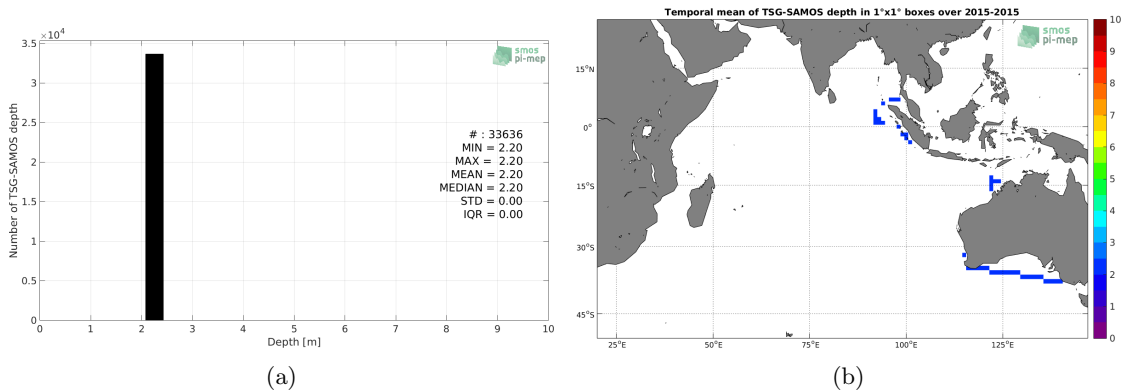 ×10⁴
3.5
3
2.5
2
1.5
1
0.5
0
Number of TSG-SAMOS depth
smos
pi-mep
# : 33636
MIN = 2.20
MAX = 2.20
MEAN = 2.20
MEDIAN = 2.20
STD = 0.00
IQR = 0.00
0 1 2 3 4 5 6 7 8 9 10
Depth [m]
(a)
Temporal mean of TSG-SAMOS depth in 1°x1° boxes over 2015-2015
smos
pi-mep
15°N
0°
15°S
30°S
45°S
25°E 50°E 75°E 100°E 125°E
10
9
8
7
6
5
4
3
2
1
0
(b)